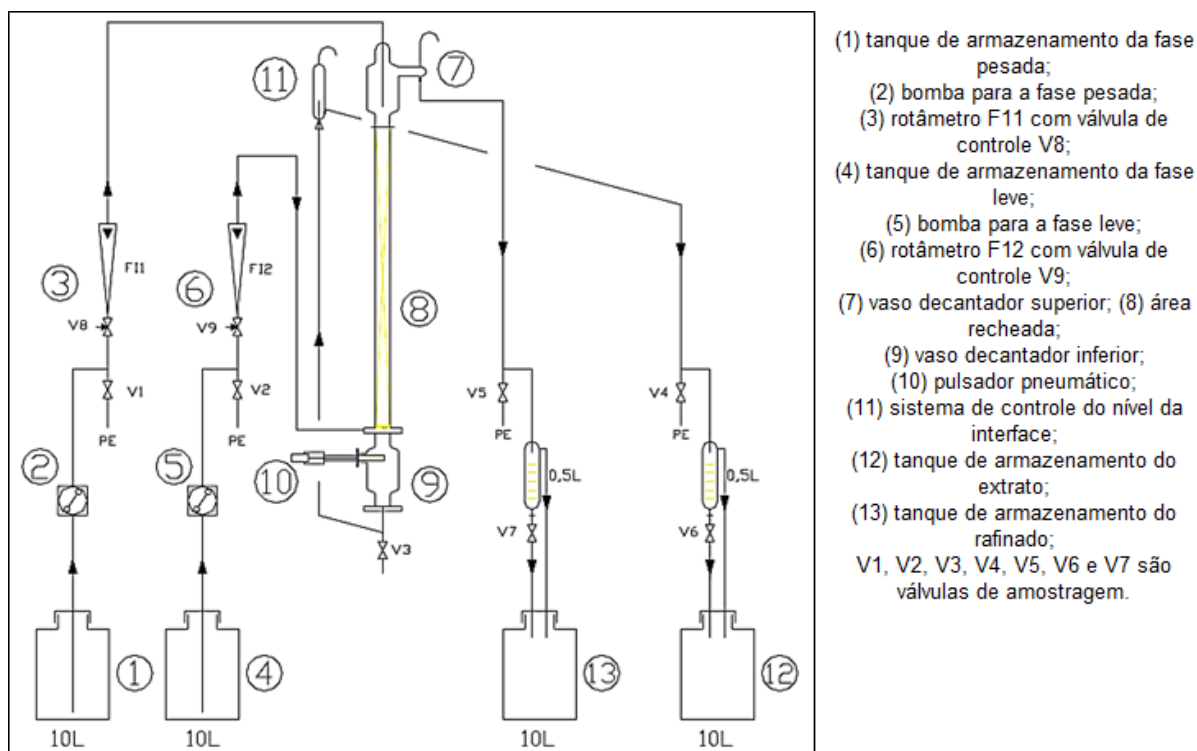 11
7
3
FI1
6
FI2
8
V8
V9
V1
V2
V5
V4
PE
PE
PE
PE
2
5
10
9
0,5L
0,5L
V3
V7
V6
1
4
13
12
10L
10L
10L
10L
(1) tanque de armazenamento da fase
pesada;
(2) bomba para a fase pesada;
(3) rotâmetro F11 com válvula de
controle V8;
(4) tanque de armazenamento da fase
leve;
(5) bomba para a fase leve;
(6) rotâmetro F12 com válvula de
controle V9;
(7) vaso decantador superior; (8) área
recheada;
(9) vaso decantador inferior;
(10) pulsador pneumático;
(11) sistema de controle do nível da
interface;
(12) tanque de armazenamento do
extrato;
(13) tanque de armazenamento do
rafinado;
V1, V2, V3, V4, V5, V6 e V7 são
válvulas de amostragem.